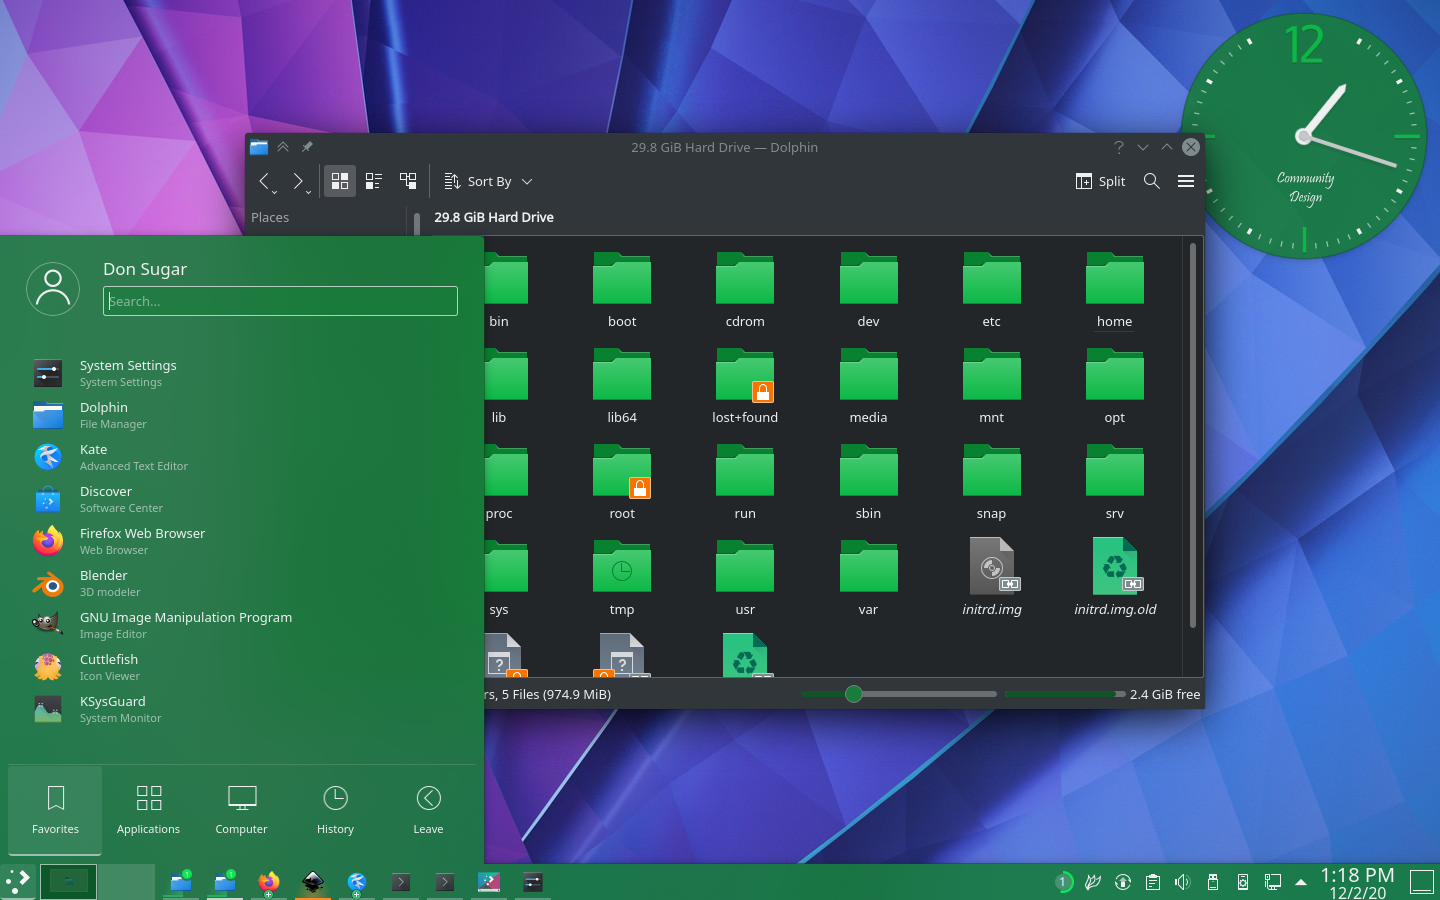 12
Community
Design
29.8 GiB Hard Drive — Dolphin
Sort By
Split
Places
29.8 GiB Hard Drive
bin
boot
cdrom
dev
etc
home
lib
lib64
lost+found
media
mnt
opt
proc
root
run
sbin
snap
srv
sys
tmp
usr
var
initrd.img
initrd.img.old
rs, 5 Files (974.9 MiB)
2.4 GiB free
Don Sugar
Search...
System Settings
System Settings
Dolphin
File Manager
Kate
Advanced Text Editor
Discover
Software Center
Firefox Web Browser
Web Browser
Blender
3D modeler
GNU Image Manipulation Program
Image Editor
Cuttlefish
Icon Viewer
KSysGuard
System Monitor
Favorites
Applications
Computer
History
Leave
1
1
1
1:18 PM
12/2/20